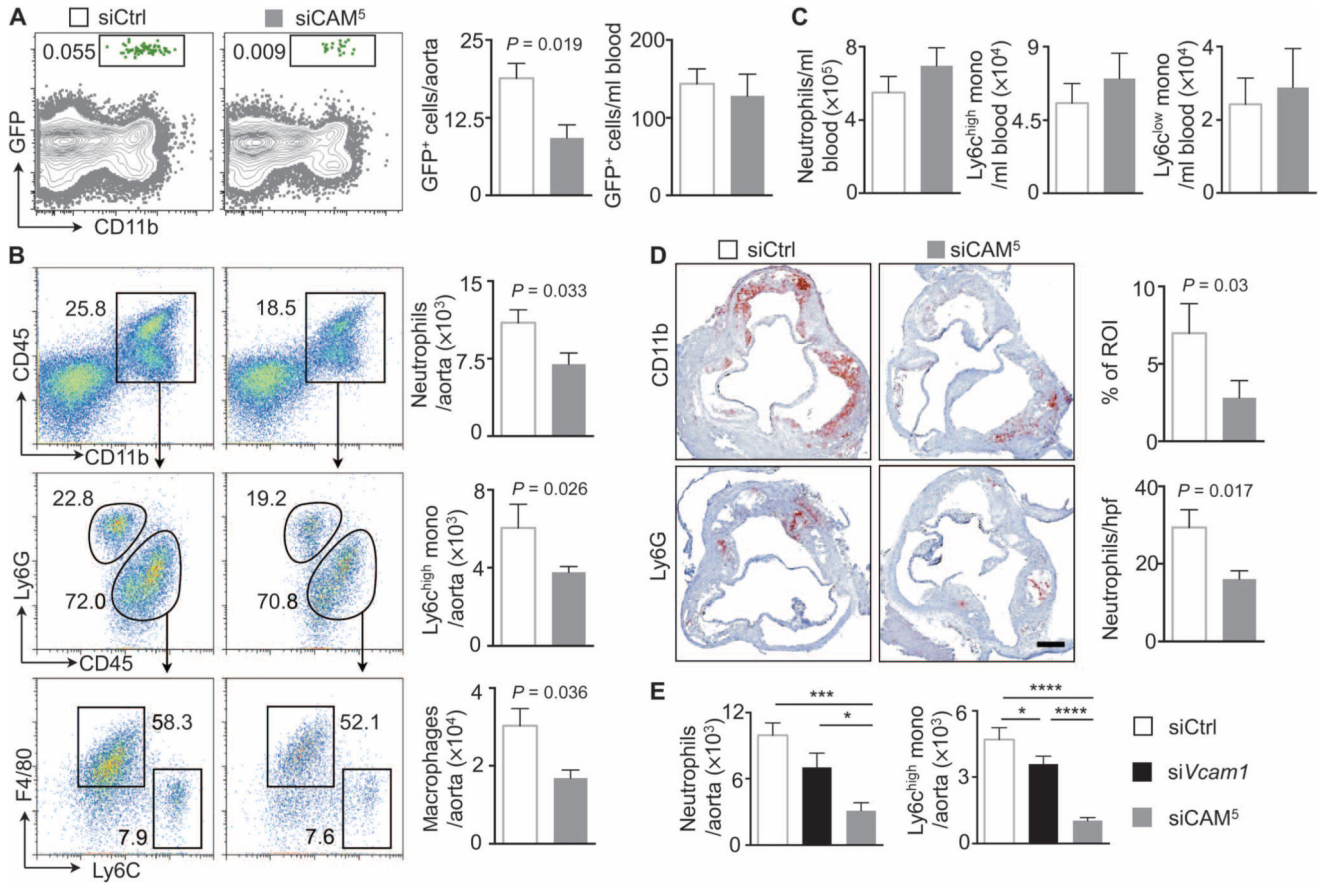 A
siCtrl
siCAM⁵
0.055
0.009
GFP
CD11b
GFP⁺ cells/aorta
25
12.5
0
P = 0.019
GFP⁺ cells/ml blood
200
150
100
50
0
C
Neutrophils/ml
blood (×10⁵)
8
4
0
Ly6cʰⁱᵍʰ mono
/ml blood (×10⁴)
9
4.5
0
Ly6cˡᵒʷ mono
/ml blood (×10⁴)
4
2
0
B
25.8
18.5
CD45
CD11b
Neutrophils
/aorta (×10³)
15
7.5
0
P = 0.033
22.8
19.2
72.0
70.8
Ly6G
CD45
Ly6cʰⁱᵍʰ mono
/aorta (×10³)
8
4
0
P = 0.026
58.3
52.1
7.9
7.6
F4/80
Ly6C
Macrophages
/aorta (×10⁴)
4
2
0
P = 0.036
D
siCtrl
siCAM⁵
CD11b
% of ROI
10
5
0
P = 0.03
Ly6G
Neutrophils/hpf
40
20
0
P = 0.017
E
Neutrophils
/aorta (×10³)
12
6
0
***
*
Ly6cʰⁱᵍʰ mono
/aorta (×10³)
6
3
0
****
* ****
siCtrl
siVcam1
siCAM⁵